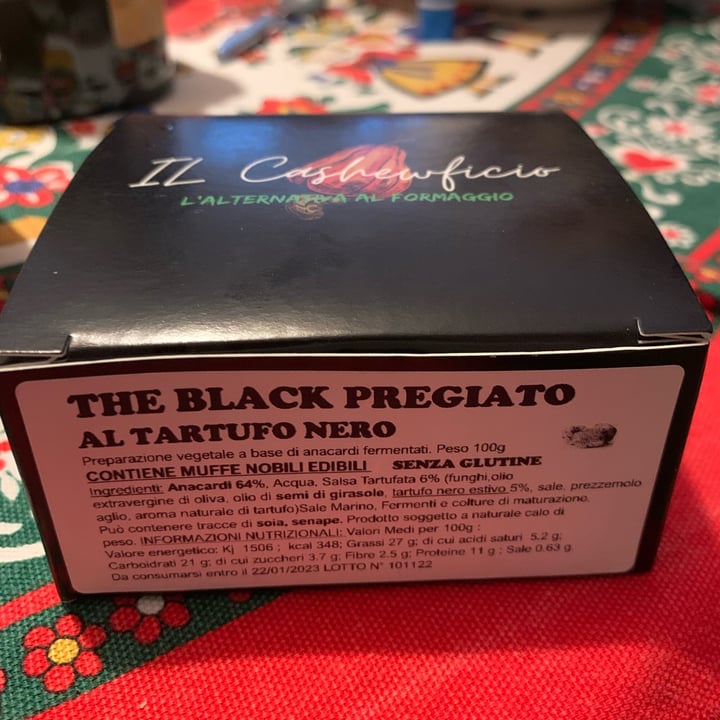 IL Cashewficio
L'ALTERNATIVA AL FORMAGGIO
THE BLACK PREGIATO
AL TARTUFO NERO
Preparazione vegetale a base di anacardi fermentati. Peso 100g
CONTIENE MUFFE NOBILI EDIBILI SENZA GLUTINE
Ingredienti: Anacardi 64%, Acqua, Salsa Tartufata 6% (funghi,olio
extravergine di oliva, olio di semi di girasole, tartufo nero estivo 5%, sale, prezzemolo
aglio, aroma naturale di tartufo)Sale Marino, Fermenti e colture di maturazione.
Può contenere tracce di soia, senape. Prodotto soggetto a naturale calo di
peso. INFORMAZIONI NUTRIZIONALI: Valori Medi per 100g :
Valore energetico: Kj 1506 ; kcal 348; Grassi 27 g; di cui acidi saturi 5.2 g;
Carboidrati 21 g; di cui zuccheri 3.7 g; Fibre 2.5 g; Proteine 11 g ; Sale 0.63 g.
Da consumarsi entro il 22/01/2023 LOTTO N° 101122